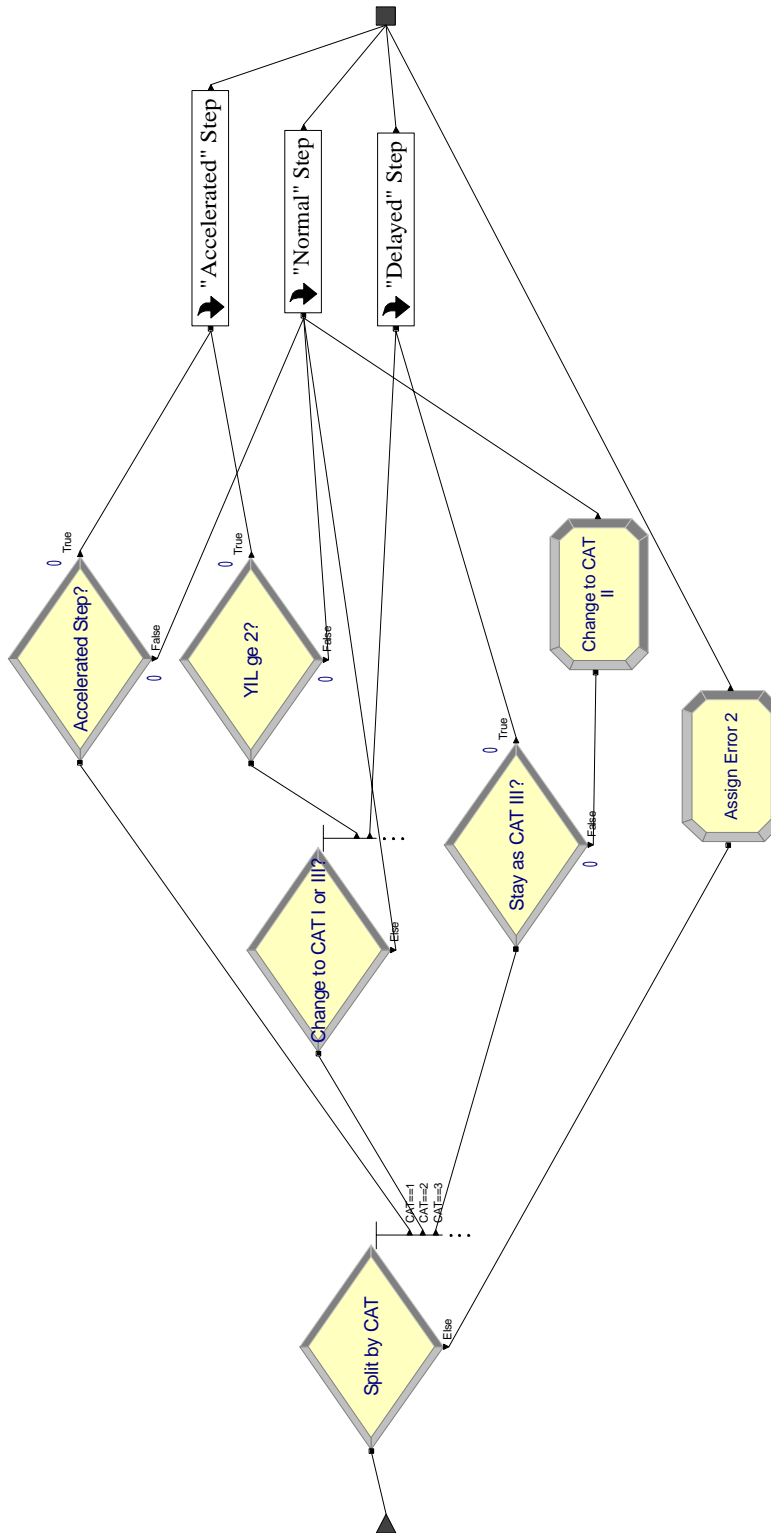 Split by CAT
Else
CAT==1
CAT==2
CAT==3
Accelerated Step?
0
True
0
False
Change to CAT I or III?
Else
YIL ge 2?
0
True
0
False
Stay as CAT III?
0
True
0
False
Change to CAT
II
Assign Error 2
"Accelerated" Step
"Normal" Step
"Delayed" Step